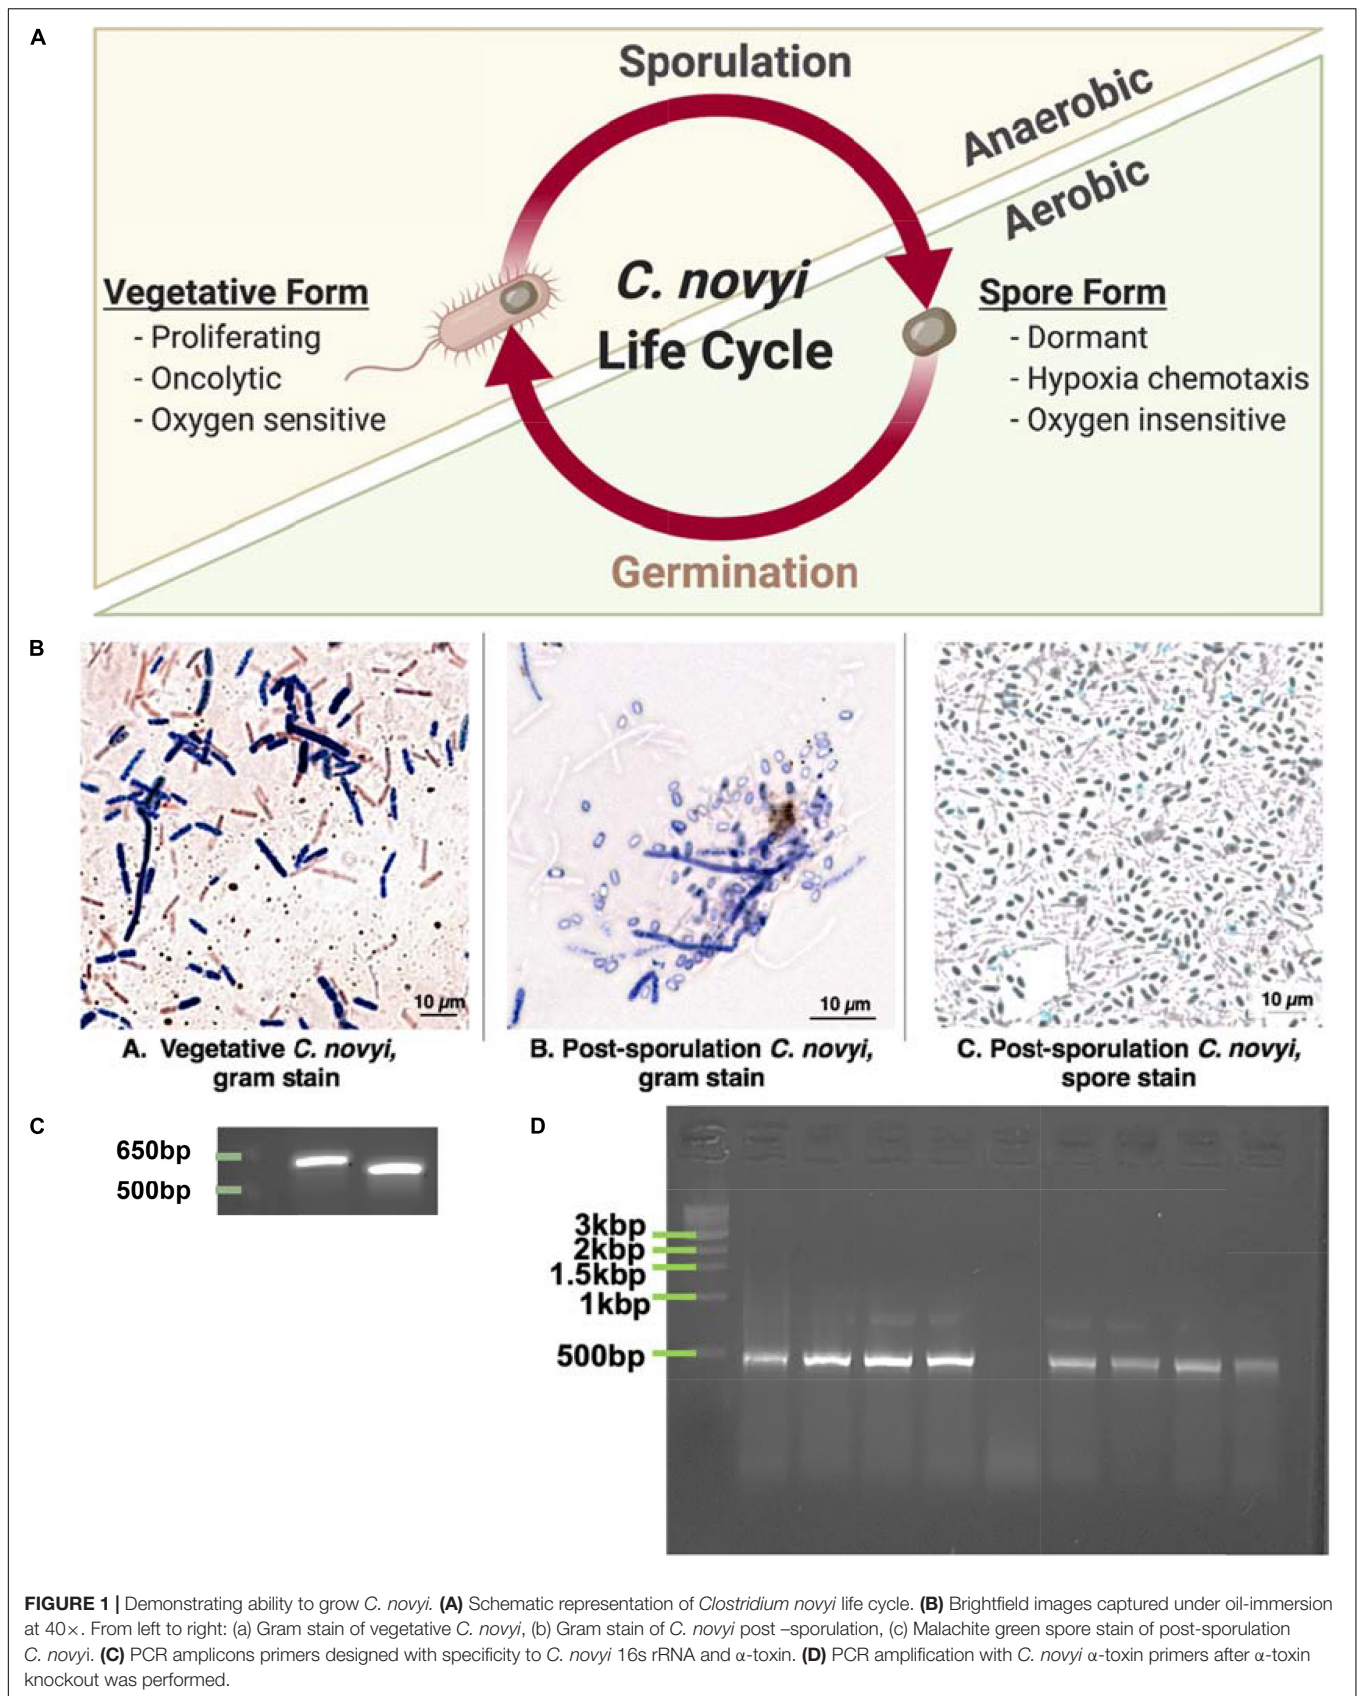 A
Sporulation
Anaerobic
Aerobic
C. novyi
Life Cycle
Vegetative Form
- Proliferating
- Oncolytic
- Oxygen sensitive
Spore Form
- Dormant
- Hypoxia chemotaxis
- Oxygen insensitive
Germination
B
10 µm
10 µm
10 µm
A. Vegetative C. novyi,
gram stain
B. Post-sporulation C. novyi,
gram stain
C. Post-sporulation C. novyi,
spore stain
C
650bp
500bp
D
3kbp
2kbp
1.5kbp
1kbp
500bp
FIGURE 1 | Demonstrating ability to grow C. novyi. (A) Schematic representation of Clostridium novyi life cycle. (B) Brightfield images captured under oil-immersion
at 40×. From left to right: (a) Gram stain of vegetative C. novyi, (b) Gram stain of C. novyi post –sporulation, (c) Malachite green spore stain of post-sporulation
C. novyi. (C) PCR amplicons primers designed with specificity to C. novyi 16s rRNA and α-toxin. (D) PCR amplification with C. novyi α-toxin primers after α-toxin
knockout was performed.